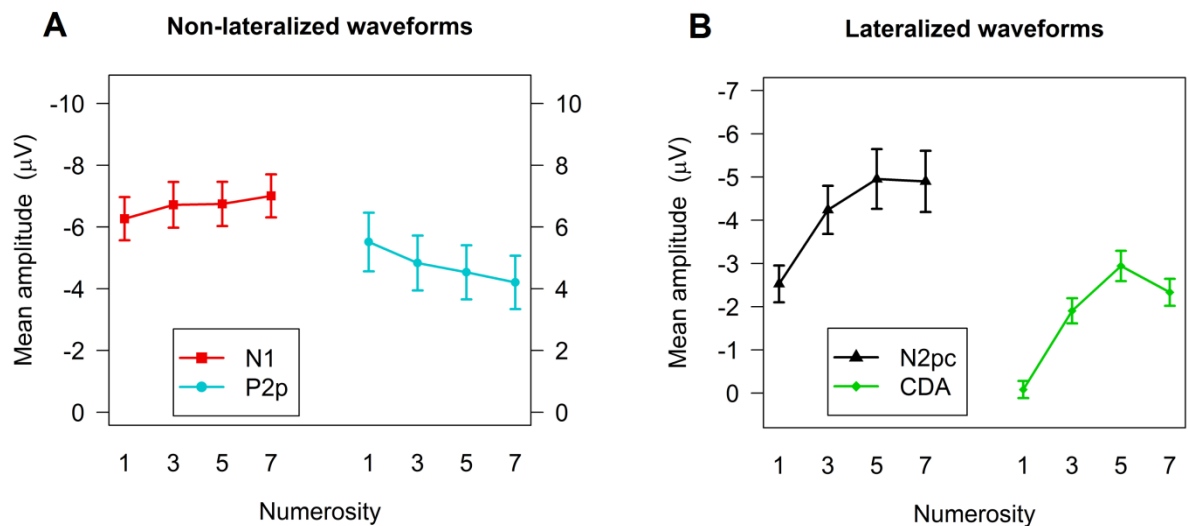 A
Non-lateralized waveforms
Mean amplitude (μV)
-10
-8
-6
-4
-2
0
10
8
6
4
2
0
N1
P2p
1 3 5 7 1 3 5 7
Numerosity
B
Lateralized waveforms
Mean amplitude (μV)
-7
-6
-5
-4
-3
-2
-1
0
N2pc
CDA
1 3 5 7 1 3 5 7
Numerosity